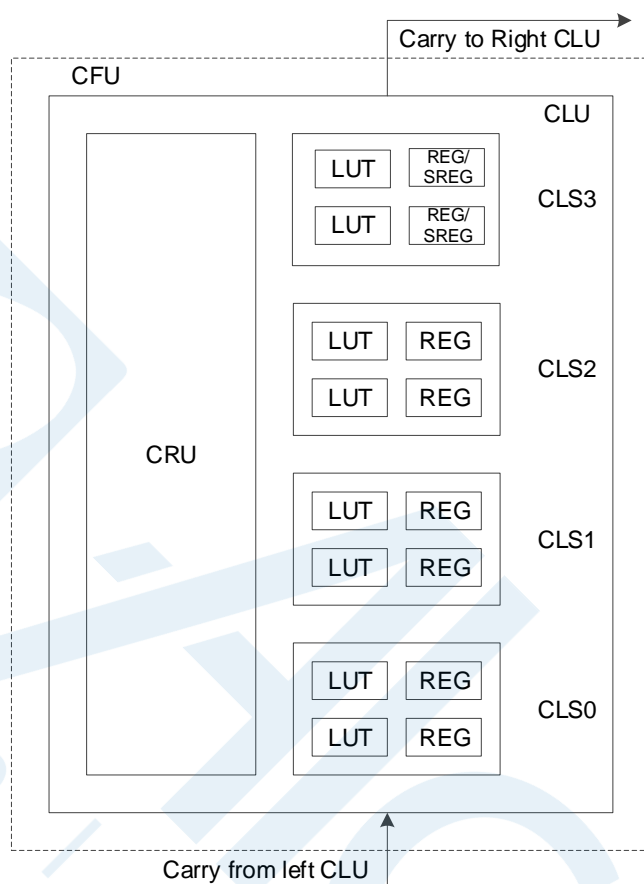 Carry to Right CLU
CFU
CLU
LUT
REG/
SREG
LUT
REG/
SREG
CLS3
LUT
REG
LUT
REG
CLS2
CRU
LUT
REG
LUT
REG
CLS1
LUT
REG
LUT
REG
CLS0
Carry from left CLU